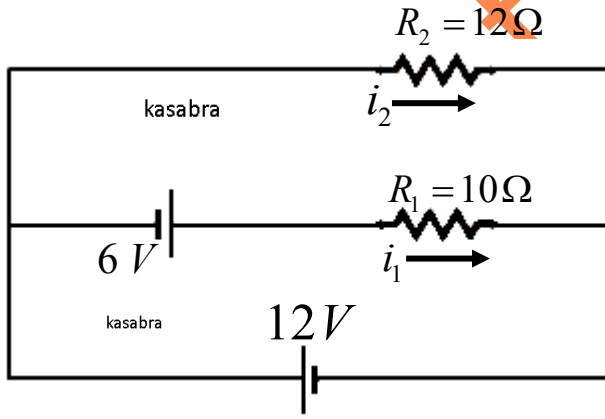 R₂ = 12Ω
kasabra
i₂
R₁ = 10Ω
6 V
i₁
kasabra
12V